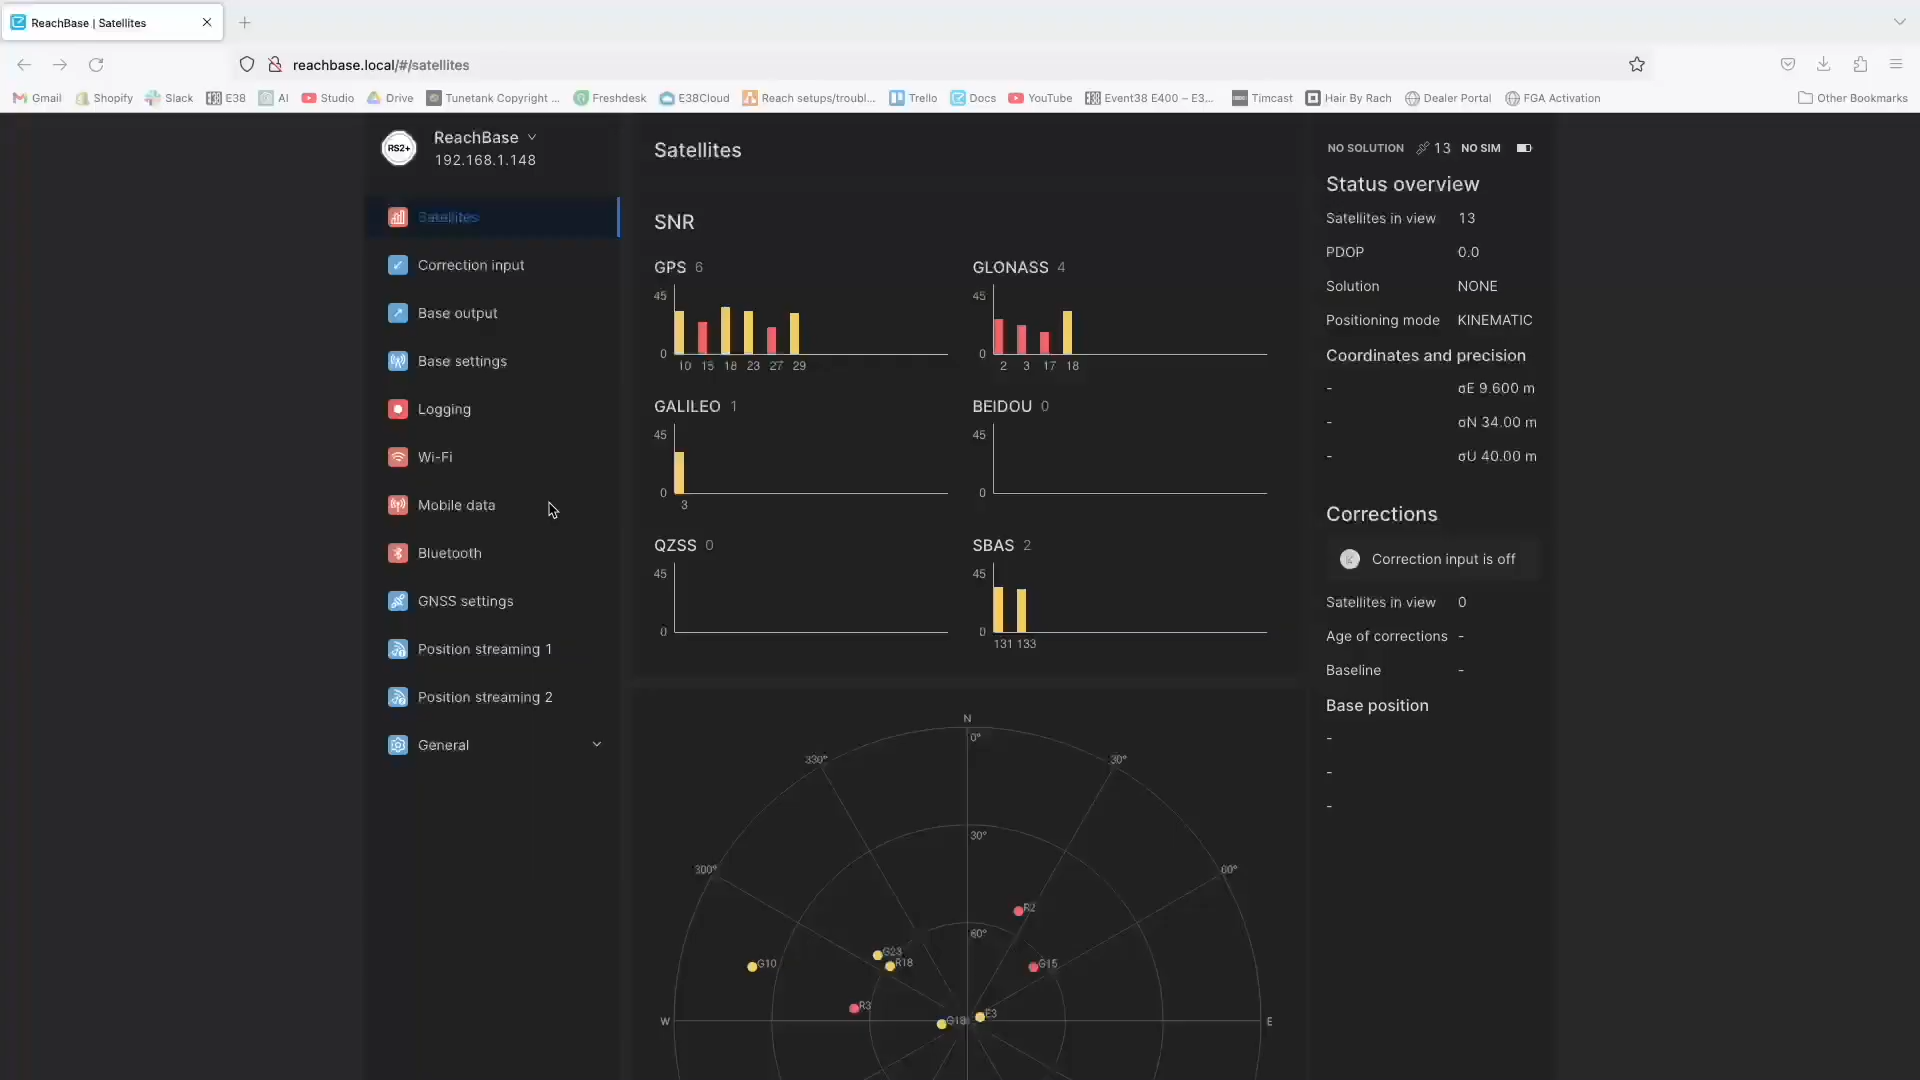 ReachBase | Satellites
reachbase.local/#/satellites
Gmail Shopify Slack E38 AI Studio Drive Tunetank Copyright ... Freshdesk E38Cloud Reach setups/troubl... Trello Docs YouTube Event38 E400 – E3... Timcast Hair By Rach Dealer Portal FGA Activation Other Bookmarks
RS2+
ReachBase
192.168.1.148
Satellites
Correction input
Base output
Base settings
Logging
Wi-Fi
Mobile data
Bluetooth
GNSS settings
Position streaming 1
Position streaming 2
General
Satellites
SNR
GPS 6
45
0
10 15 18 23 27 29
GLONASS 4
45
0
2 3 17 18
GALILEO 1
45
0
3
BEIDOU 0
45
0
QZSS 0
45
0
SBAS 2
45
0
131 133
N
0°
330° 30°
30°
300° 60°
R2
60°
G23
R18
G10
G15
R3
E3
G18
W E
NO SOLUTION 13 NO SIM
Status overview
Satellites in view 13
PDOP 0.0
Solution NONE
Positioning mode KINEMATIC
Coordinates and precision
- σE 9.600 m
- σN 34.00 m
- σU 40.00 m
Corrections
Correction input is off
Satellites in view 0
Age of corrections -
Baseline -
Base position
-
-
-